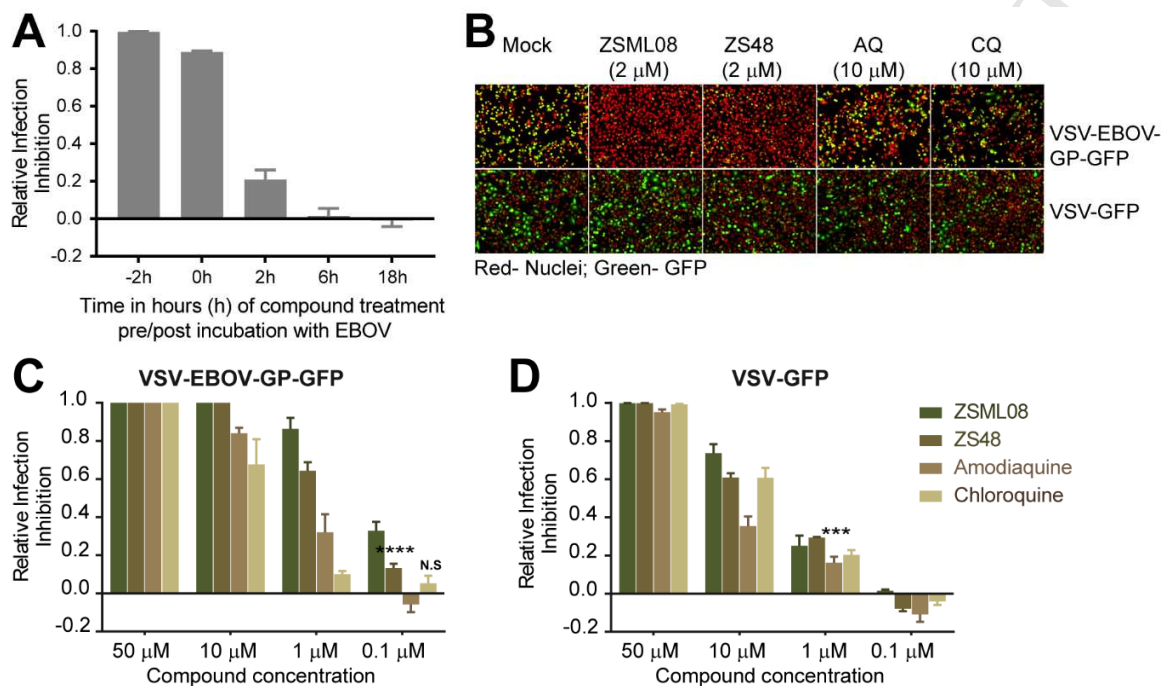 A
Relative Infection
Inhibition
1.0
0.8
0.6
0.4
0.2
0.0
-0.2
-2h 0h 2h 6h 18h
Time in hours (h) of compound treatment
pre/post incubation with EBOV
B
Mock ZSML08 ZS48 AQ CQ
(2 μM) (2 μM) (10 μM) (10 μM)
VSV-EBOV-
GP-GFP
VSV-GFP
Red- Nuclei; Green- GFP
C
VSV-EBOV-GP-GFP
Relative Infection
Inhibition
1.0
0.8
0.6
0.4
0.2
0.0
-0.2
****
N.S
50 μM 10 μM 1 μM 0.1 μM
Compound concentration
D
VSV-GFP
Relative Infection
Inhibition
1.0
0.8
0.6
0.4
0.2
0.0
-0.2
***
50 μM 10 μM 1 μM 0.1 μM
Compound concentration
ZSML08
ZS48
Amodiaquine
Chloroquine